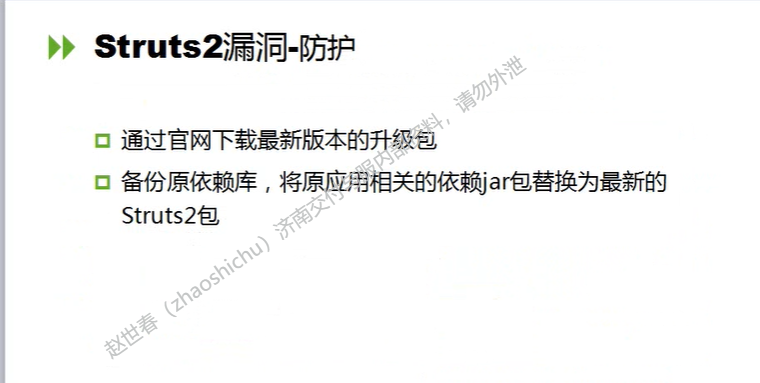 Struts2漏洞-防护
通过官网下载最新版本的升级包
备份原依赖库，将原应用相关的依赖jar包替换为最新的
Struts2包
赵世春（zhaoshichu）济南交付安服内部资料，请勿外泄